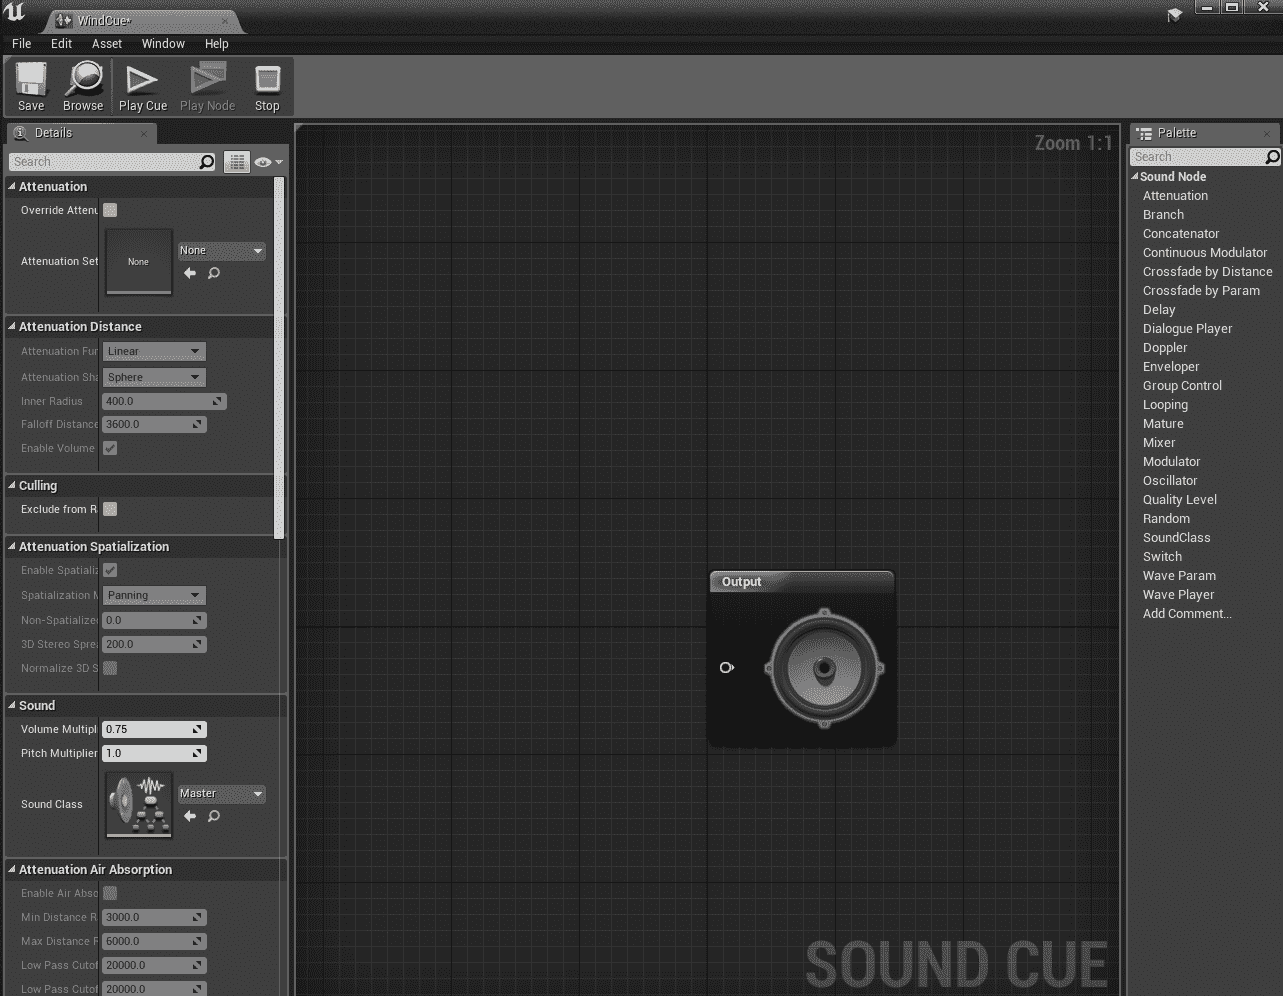 WindCue*
File Edit Asset Window Help
Save Browse Play Cue Play Node Stop
Details
Search
Attenuation
Override Attenu
Attenuation Set
None
None
Attenuation Distance
Attenuation Fur Linear
Attenuation Sha Sphere
Inner Radius 400.0
Falloff Distance 3600.0
Enable Volume
Culling
Exclude from R
Attenuation Spatialization
Enable Spatializ
Spatialization M Panning
Non-Spatialized 0.0
3D Stereo Sprea 200.0
Normalize 3D S
Sound
Volume Multipl 0.75
Pitch Multiplier 1.0
Sound Class
Master
Attenuation Air Absorption
Enable Air Abso
Min Distance R 3000.0
Max Distance F 6000.0
Low Pass Cutof 20000.0
Low Pass Cutof 20000.0
Zoom 1:1
Output
SOUND CUE
Palette
Search
Sound Node
Attenuation
Branch
Concatenator
Continuous Modulator
Crossfade by Distance
Crossfade by Param
Delay
Dialogue Player
Doppler
Enveloper
Group Control
Looping
Mature
Mixer
Modulator
Oscillator
Quality Level
Random
SoundClass
Switch
Wave Param
Wave Player
Add Comment...